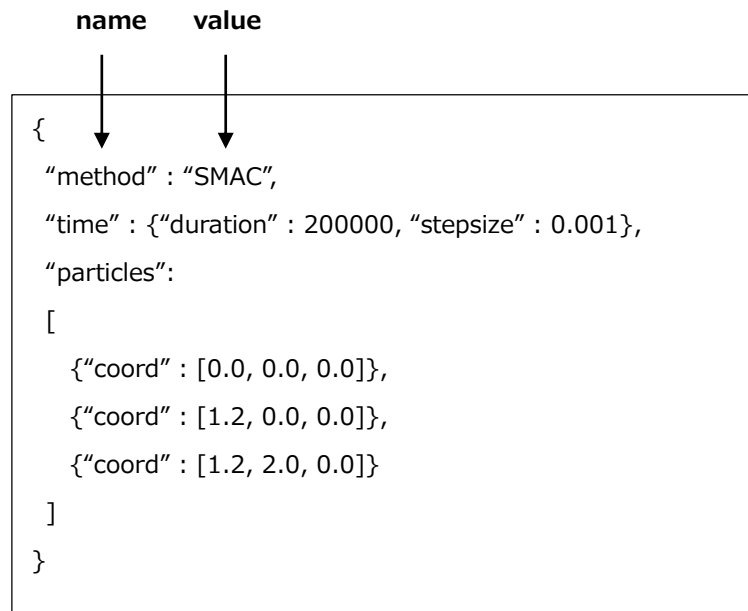 name value
{
“method” : “SMAC”,
“time” : {“duration” : 200000, “stepsize” : 0.001},
“particles”:
[
{“coord” : [0.0, 0.0, 0.0]},
{“coord” : [1.2, 0.0, 0.0]},
{“coord” : [1.2, 2.0, 0.0]}
]
}